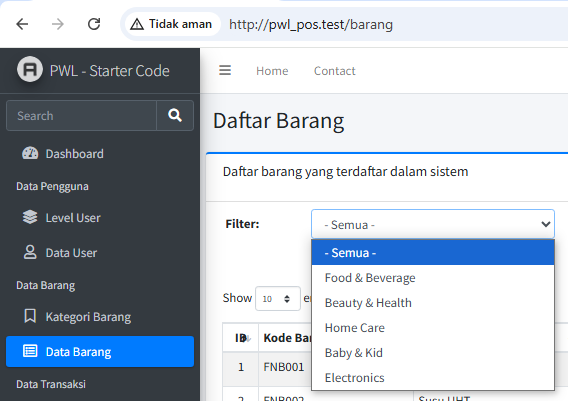 Tidak aman http://pwl_pos.test/barang
PWL - Starter Code
Home Contact
Search
Dashboard
Data Pengguna
Level User
Data User
Data Barang
Kategori Barang
Data Barang
Data Transaksi
Daftar Barang
Daftar barang yang terdaftar dalam sistem
Filter: - Semua -
- Semua -
Food & Beverage
Beauty & Health
Home Care
Baby & Kid
Electronics
Show 10
ID Kode Bar
1 FNB001
2 FNB002 Susu UHT